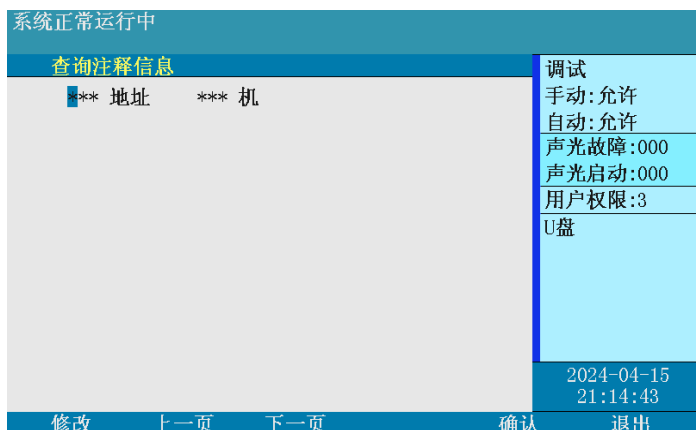 系统正常运行中
查询注释信息
*** 地址 *** 机
调试
手动:允许
自动:允许
声光故障:000
声光启动:000
用户权限:3
U盘
2024-04-15
21:14:43
修改 上一页 下一页 确认 退出